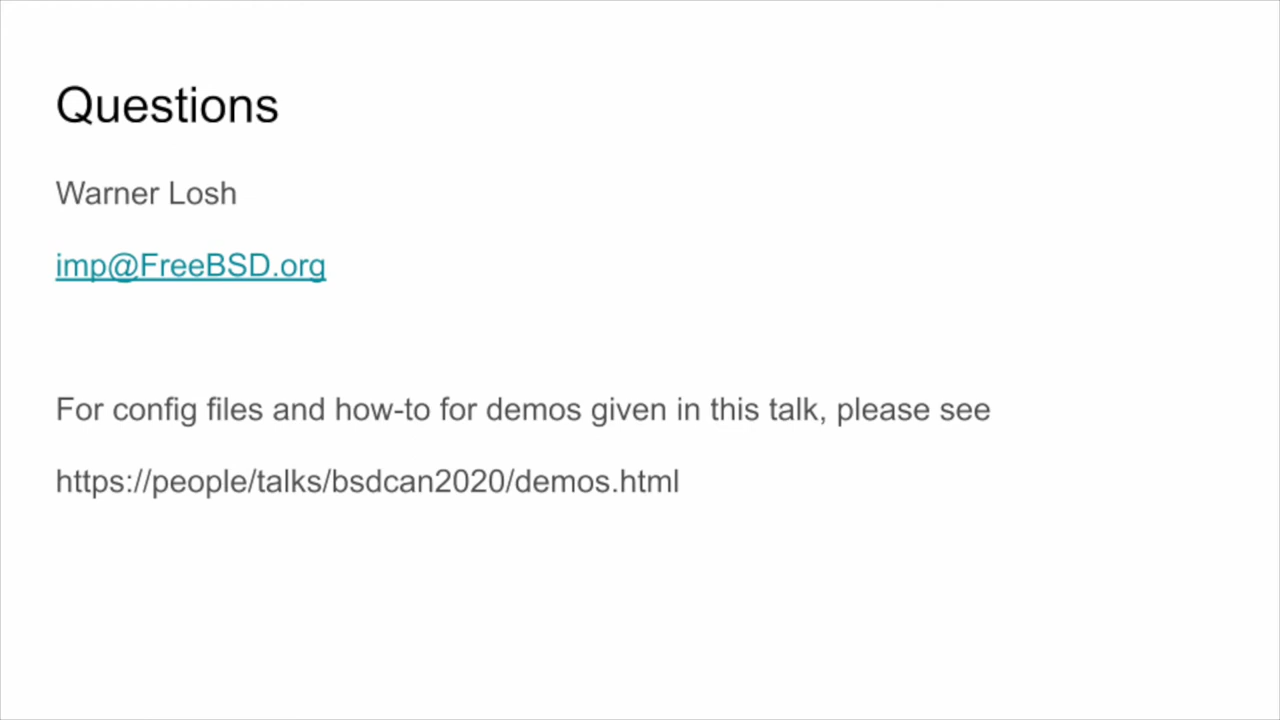 Questions
Warner Losh
imp@FreeBSD.org
For config files and how-to for demos given in this talk, please see
https://people/talks/bsdcan2020/demos.html